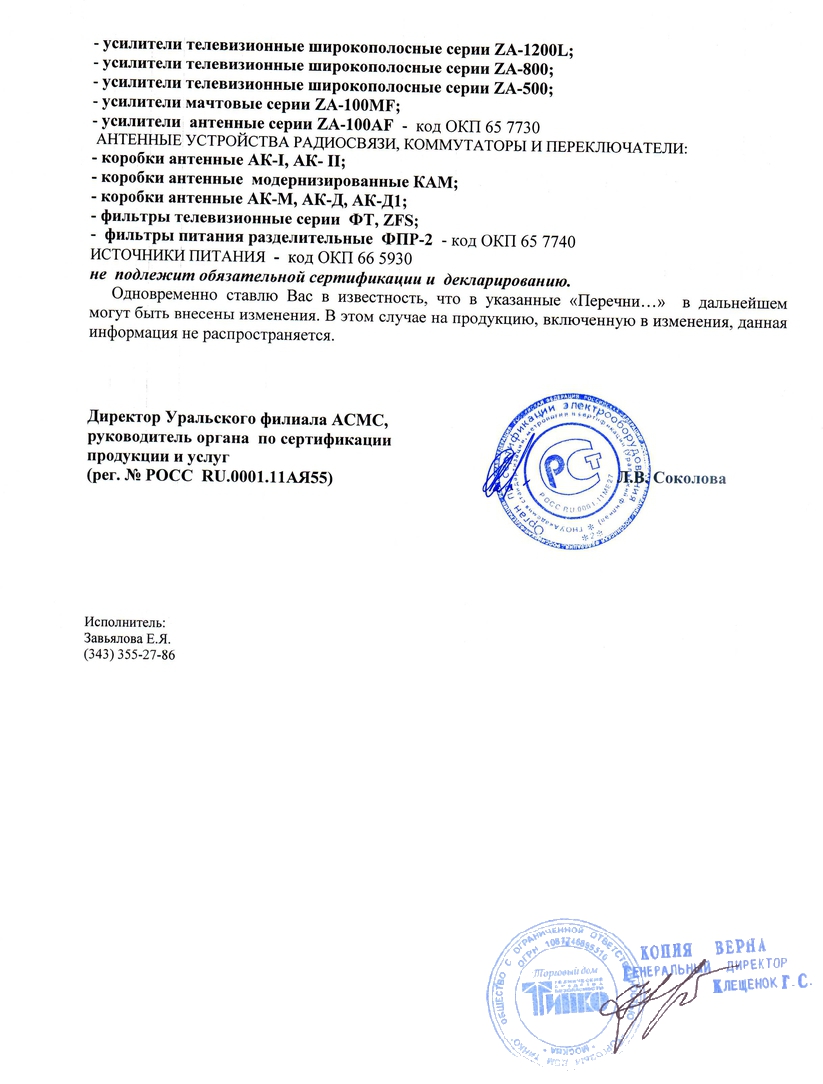 - усилители телевизионные широкополосные серии ZA-1200L;
- усилители телевизионные широкополосные серии ZA-800;
- усилители телевизионные широкополосные серии ZA-500;
- усилители мачтовые серии ZA-100MF;
- усилители антенные серии ZA-100AF - код ОКП 65 7730
АНТЕННЫЕ УСТРОЙСТВА РАДИОСВЯЗИ, КОММУТАТОРЫ И ПЕРЕКЛЮЧАТЕЛИ:
- коробки антенные АК-I, АК- II;
- коробки антенные модернизированные КАМ;
- коробки антенные АК-М, АК-Д, АК-Д1;
- фильтры телевизионные серии ФТ, ZFS;
- фильтры питания разделительные ФПР-2 - код ОКП 65 7740
ИСТОЧНИКИ ПИТАНИЯ - код ОКП 66 5930
не подлежит обязательной сертификации и декларированию.
Одновременно ставлю Вас в известность, что в указанные «Перечни…» в дальнейшем
могут быть внесены изменения. В этом случае на продукцию, включенную в изменения, данная
информация не распространяется.
Директор Уральского филиала АСМС,
руководитель органа по сертификации
продукции и услуг
(рег. № РОСС RU.0001.11АЯ55)
Л.В. Соколова
Орган по сертификации электрооборудования
РОСС RU.0001.11МЕ27
Исполнитель:
Завьялова Е.Я.
(343) 355-27-86
ОБЩЕСТВО С ОГРАНИЧЕННОЙ ОТВЕТСТВЕННОСТЬЮ
Торговый дом
ТЕХНИЧЕСКИЕ
СРЕДСТВА
БЕЗОПАСНОСТИ
ТИНКО
* МОСКВА *
КОПИЯ ВЕРНА
ГЕНЕРАЛЬНЫЙ ДИРЕКТОР
КЛЕЩЕНОК Г.С.